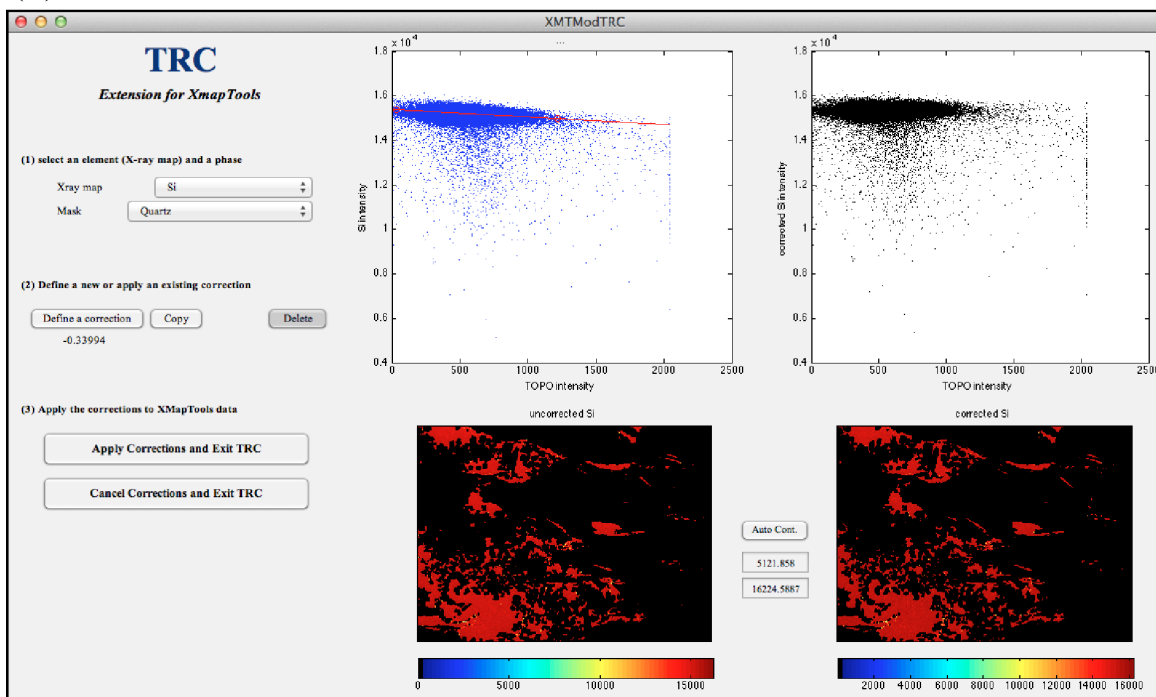 XMTModTRC
TRC
Extension for XmapTools
(1) select an element (X-ray map) and a phase
Xray map
Si
Mask
Quartz
(2) Define a new or apply an existing correction
Define a correction
Copy
Delete
-0.33994
(3) Apply the corrections to XMapTools data
Apply Corrections and Exit TRC
Cancel Corrections and Exit TRC
...
x 10^4
1.8
1.6
1.4
1.2
1
0.8
0.6
0.4
Si intensity
0 500 1000 1500 2000 2500
TOPO intensity
x 10^4
1.8
1.6
1.4
1.2
1
0.8
0.6
0.4
corrected Si intensity
0 500 1000 1500 2000 2500
TOPO intensity
uncorrected Si
0 5000 10000 15000
Auto Cont.
5121.858
16224.5887
corrected Si
2000 4000 6000 8000 10000 12000 14000 16000